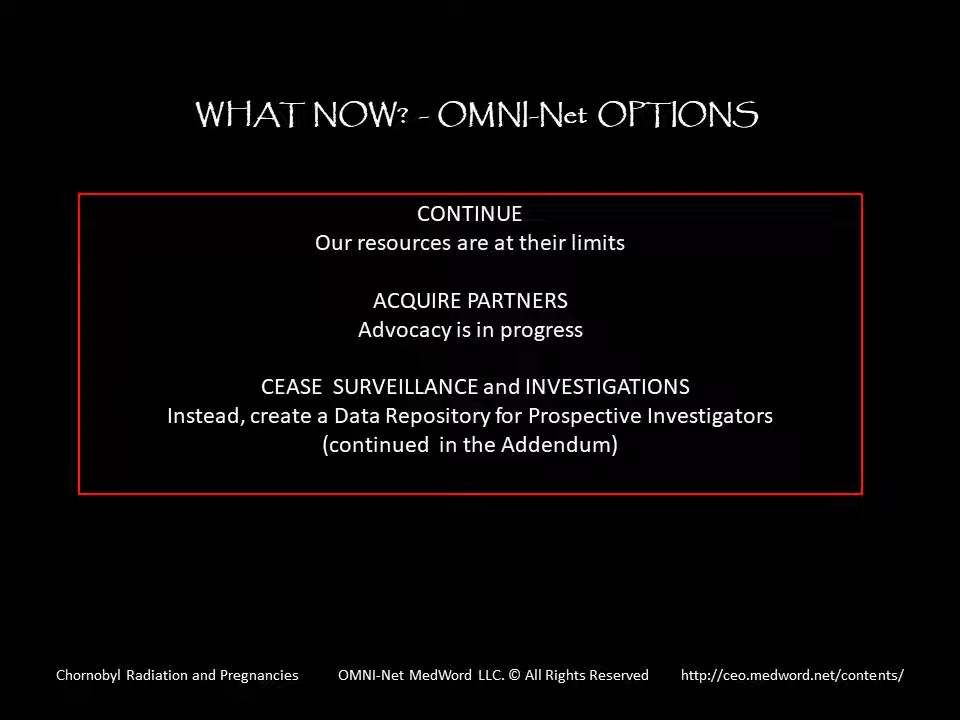 WHAT NOW? - OMNI-Net OPTIONS
CONTINUE
Our resources are at their limits
ACQUIRE PARTNERS
Advocacy is in progress
CEASE  SURVEILLANCE and INVESTIGATIONS
Instead, create a Data Repository for Prospective Investigators
(continued  in the Addendum)
Chornobyl Radiation and Pregnancies OMNI-Net MedWord LLC. © All Rights Reserved http://ceo.medword.net/contents/